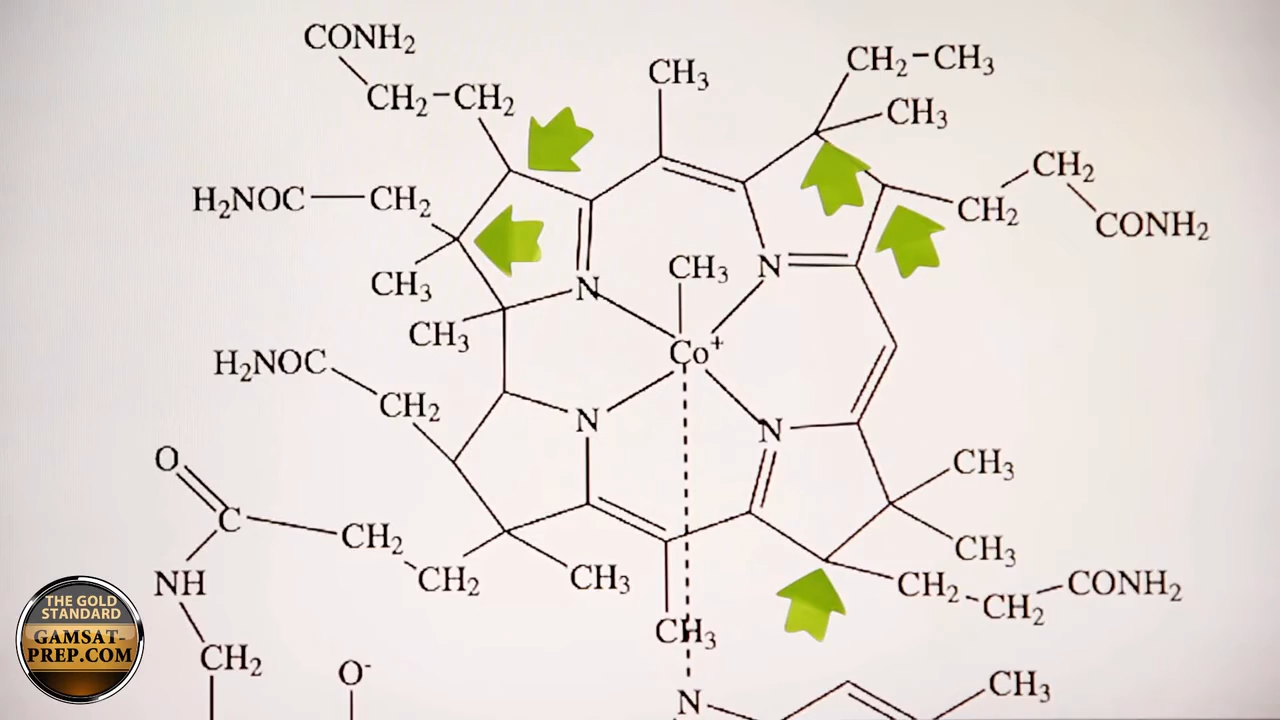 CONH₂
CH₂-CH₂
CH₃
CH₂-CH₃
CH₃
H₂NOC
CH₂
CH₂
CH₂
CONH₂
CH₃
CH₃
N
N
CH₃
Co⁺
H₂NOC
CH₂
N
N
O
C
CH₂
CH₃
CH₃
NH
CH₂
CH₃
CH₂
CH₂
CONH₂
CH₃
CH₂
O⁻
N
CH₃
THE GOLD
STANDARD
GAMSAT-
PREP.COM